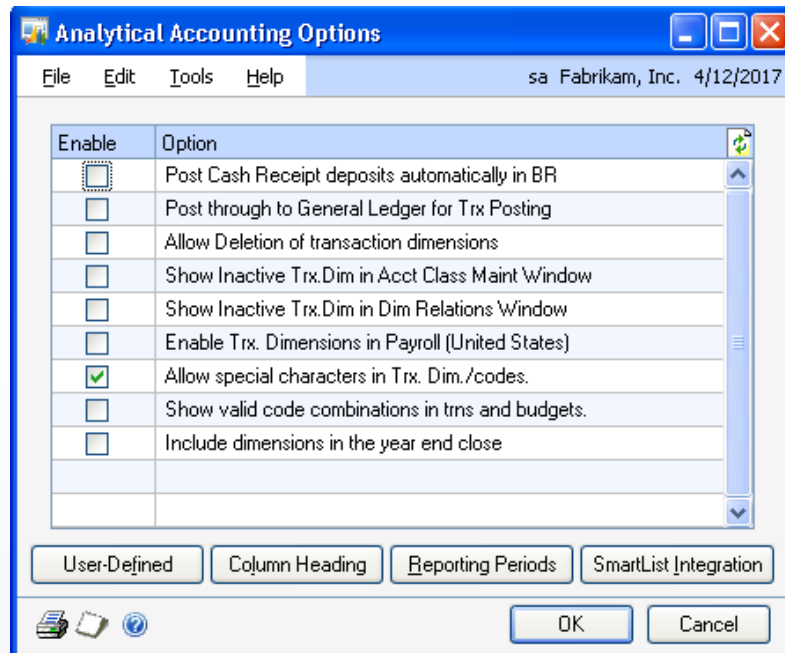 Analytical Accounting Options
File Edit Tools Help sa Fabrikam, Inc. 4/12/2017
Enable Option
Post Cash Receipt deposits automatically in BR
Post through to General Ledger for Trx Posting
Allow Deletion of transaction dimensions
Show Inactive Trx.Dim in Acct Class Maint Window
Show Inactive Trx.Dim in Dim Relations Window
Enable Trx. Dimensions in Payroll (United States)
Allow special characters in Trx. Dim./codes.
Show valid code combinations in trns and budgets.
Include dimensions in the year end close
User-Defined Column Heading Reporting Periods SmartList Integration
OK Cancel